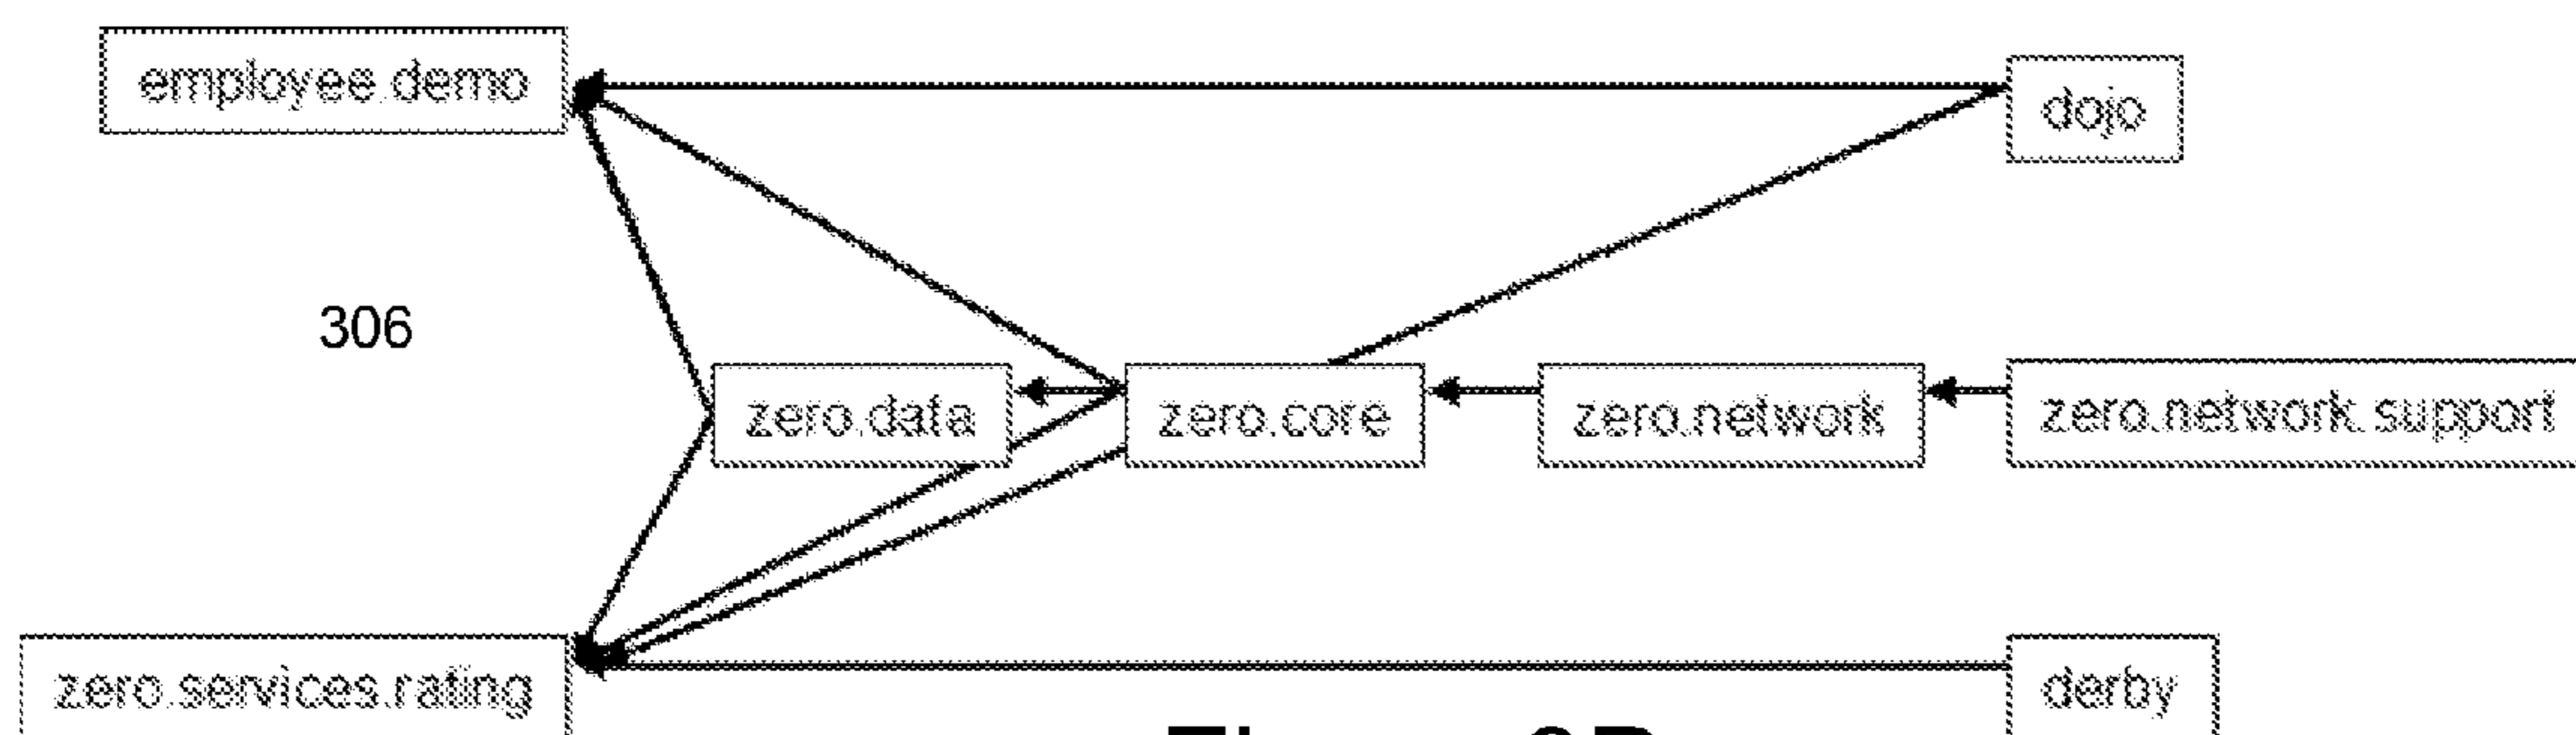 employee.demo
dojo
306
zero.data
zero.core
zero.network
zero.network.support
zero.services.rating
derby